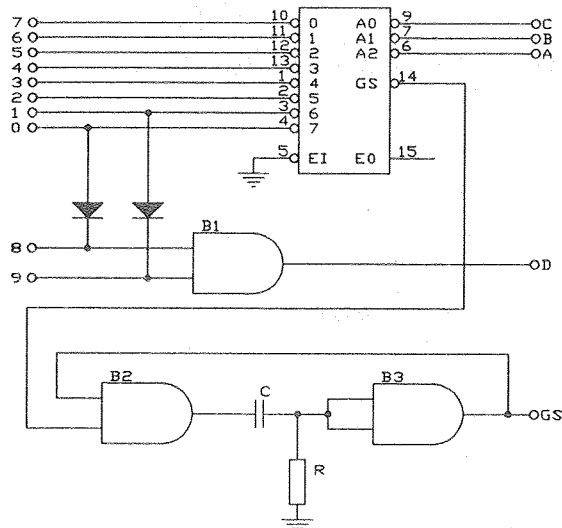 7 10 0 A0 9 C
6 11 1 A1 7 B
5 12 2 A2 6 A
4 13 3
3 1 4 GS 14
2 2 5
1 3 6
0 4 7
5 EI E0 15
B1
8
D
9
B2 C B3
GS
R